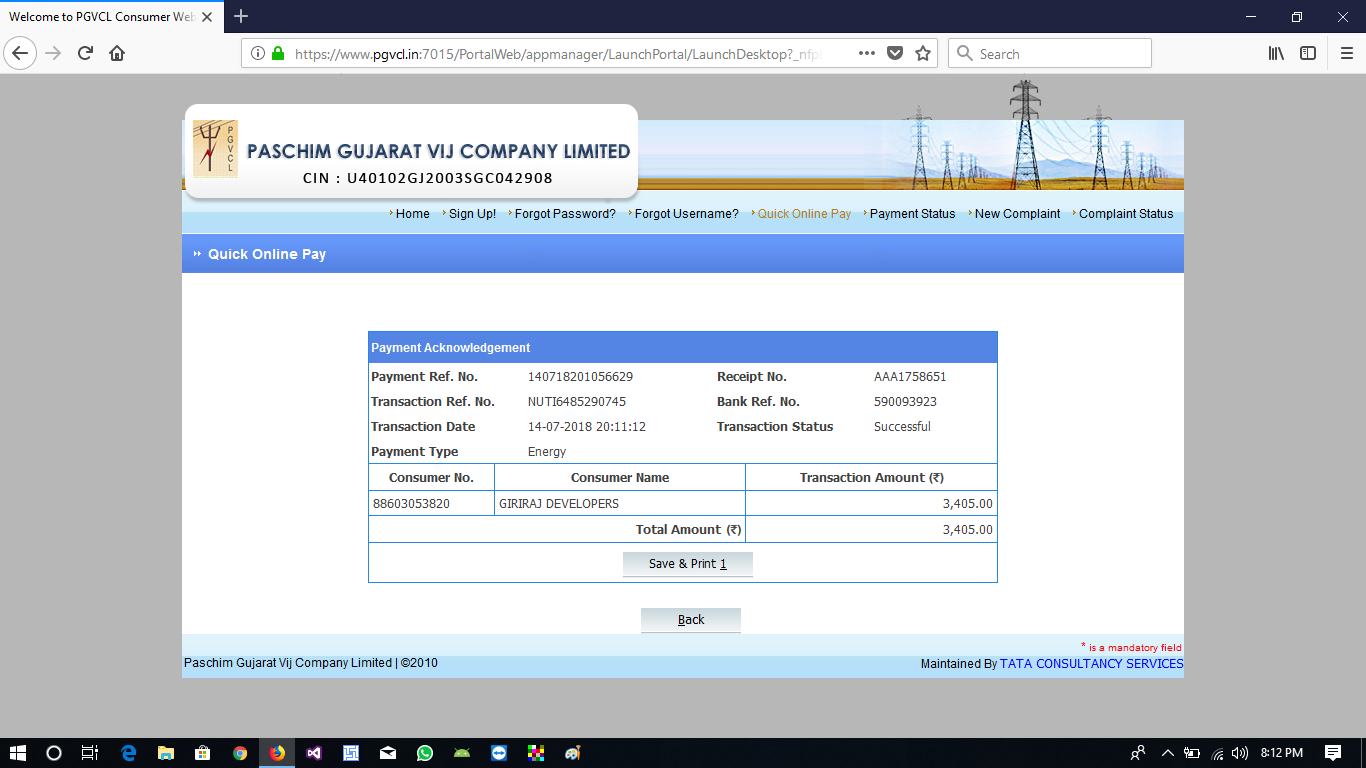 Welcome to PGVCL Consumer Web
https://www.pgvcl.in:7015/PortalWeb/appmanager/LaunchPortal/LaunchDesktop?_nfp
Search
PGVCL
PASCHIM GUJARAT VIJ COMPANY LIMITED
CIN : U40102GJ2003SGC042908
Home Sign Up! Forgot Password? Forgot Username? Quick Online Pay Payment Status New Complaint Complaint Status
Quick Online Pay
Payment Acknowledgement
Payment Ref. No. 140718201056629 Receipt No. AAA1758651
Transaction Ref. No. NUTI6485290745 Bank Ref. No. 590093923
Transaction Date 14-07-2018 20:11:12 Transaction Status Successful
Payment Type Energy
Consumer No. Consumer Name Transaction Amount (₹)
88603053820 GIRIRAJ DEVELOPERS 3,405.00
Total Amount (₹) 3,405.00
Save & Print 1
Back
* is a mandatory field
Paschim Gujarat Vij Company Limited | ©2010 Maintained By TATA CONSULTANCY SERVICES
8:12 PM